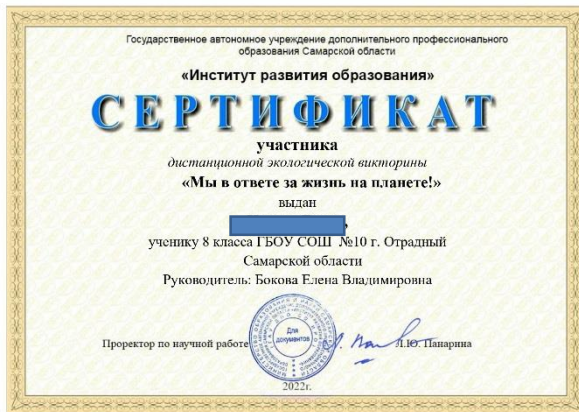 Государственное автономное учреждение дополнительного профессионального
образования Самарской области
«Институт развития образования»
СЕРТИФИКАТ
участника
дистанционной экологической викторины
«Мы в ответе за жизнь на планете!»
выдан
ученику 8 класса ГБОУ СОШ №10 г. Отрадный
Самарской области
Руководитель: Бокова Елена Владимировна
Для
документов
Проректор по научной работе Л.Ю. Панарина
2022г.